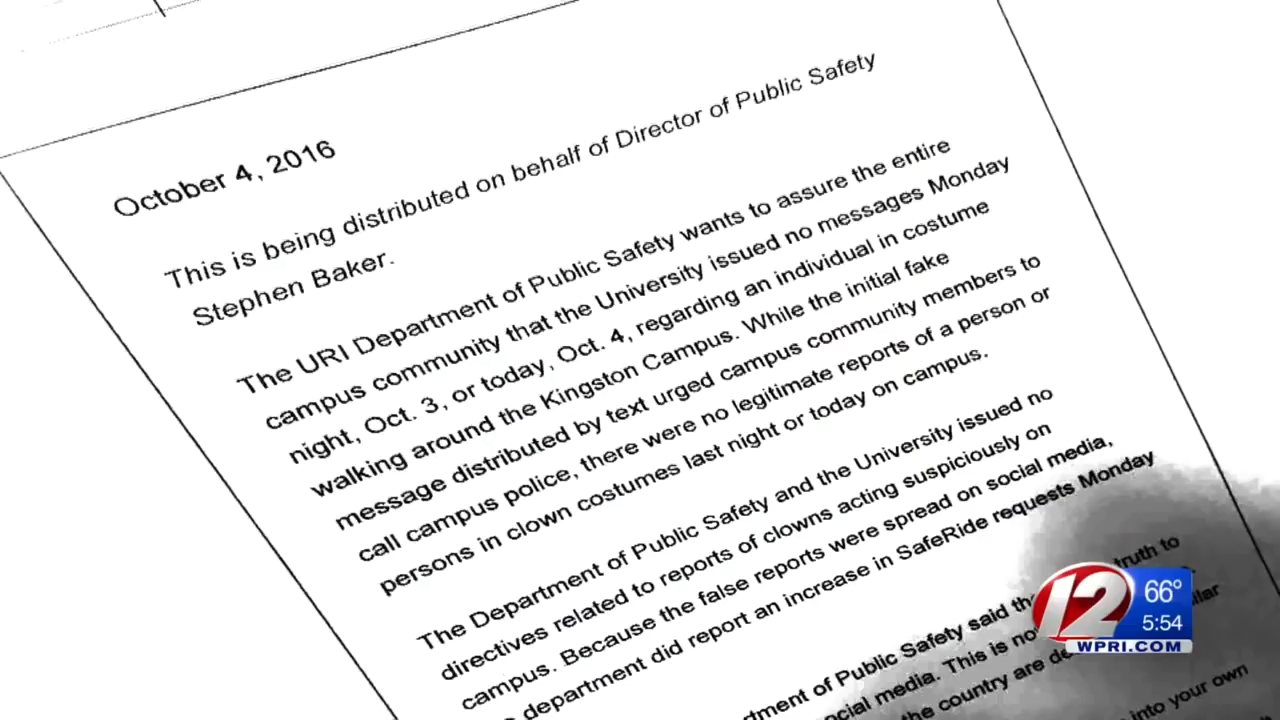 October 4, 2016
This is being distributed on behalf of Director of Public Safety
Stephen Baker.
The URI Department of Public Safety wants to assure the entire
campus community that the University issued no messages Monday
night, Oct. 3, or today, Oct. 4, regarding an individual in costume
walking around the Kingston Campus. While the initial fake
message distributed by text urged campus community members to
call campus police, there were no legitimate reports of a person or
persons in clown costumes last night or today on campus.
The Department of Public Safety and the University issued no
directives related to reports of clowns acting suspiciously on
campus. Because the false reports were spread on social media,
department did report an increase in SafeRide requests Monday
of Public Safety said truth to
social media. This is
the country are
into your own
12
66°
5:54
WPRI.COM